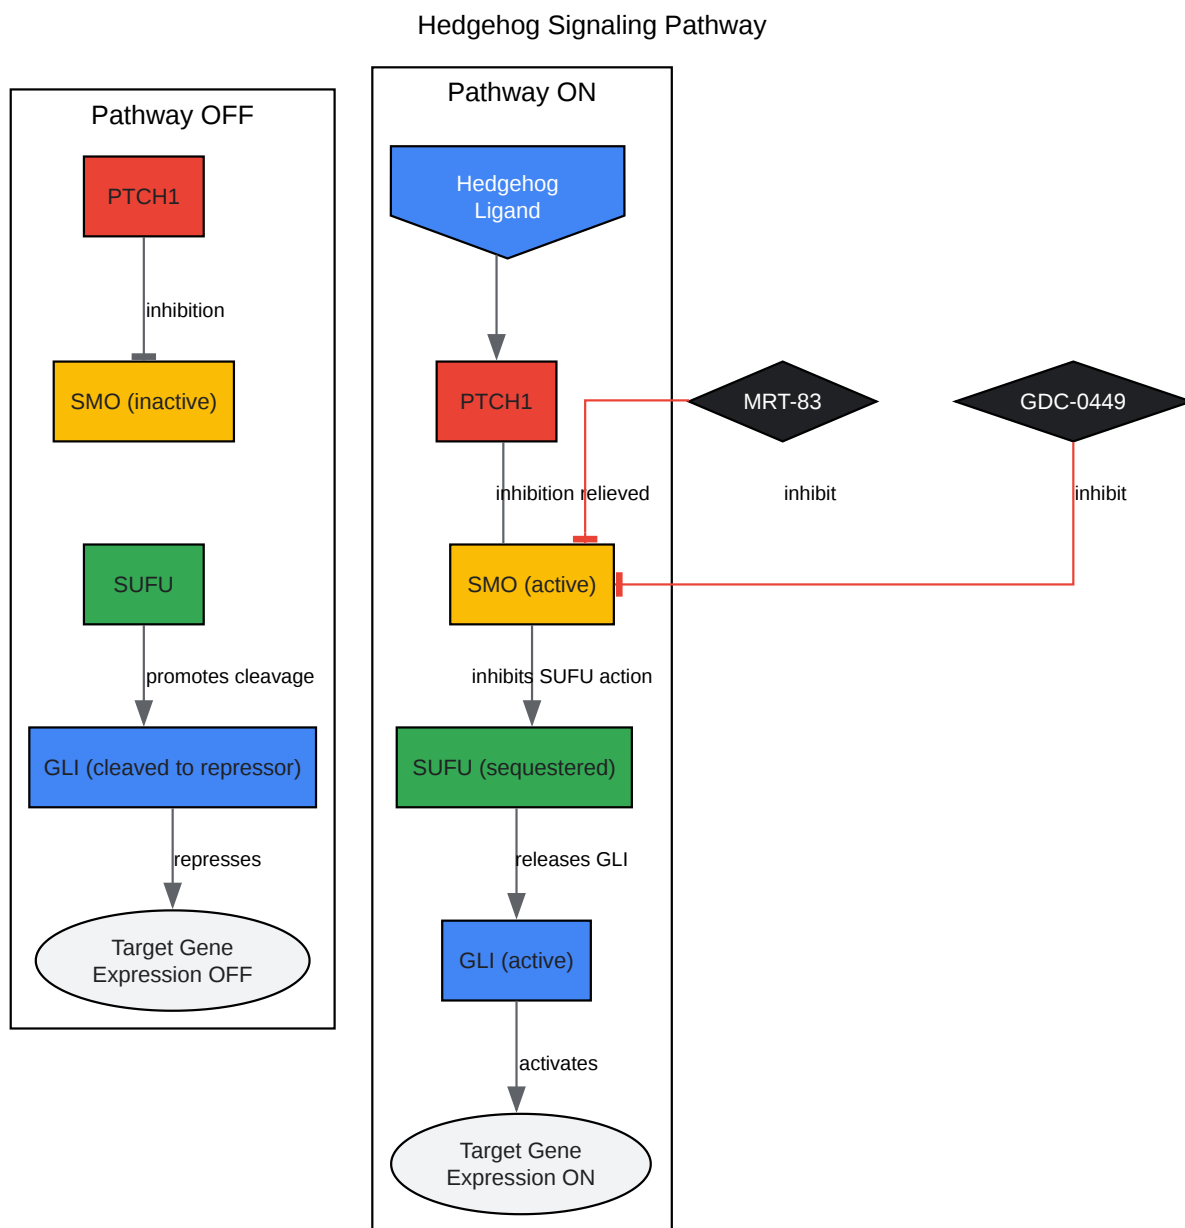 Hedgehog Signaling Pathway
Pathway OFF
PTCH1
inhibition
SMO (inactive)
SUFU
promotes cleavage
GLI (cleaved to repressor)
represses
Target Gene
Expression OFF
Pathway ON
Hedgehog
Ligand
PTCH1
inhibition relieved
SMO (active)
inhibits SUFU action
SUFU (sequestered)
releases GLI
GLI (active)
activates
Target Gene
Expression ON
MRT-83
inhibit
GDC-0449
inhibit